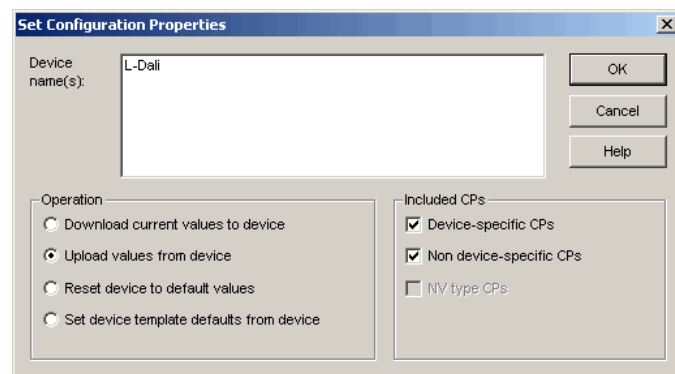 Set Configuration Properties
Device
name(s):
L-Dali
OK
Cancel
Help
Operation
Download current values to device
Upload values from device
Reset device to default values
Set device template defaults from device
Included CPs
Device-specific CPs
Non device-specific CPs
NV type CPs